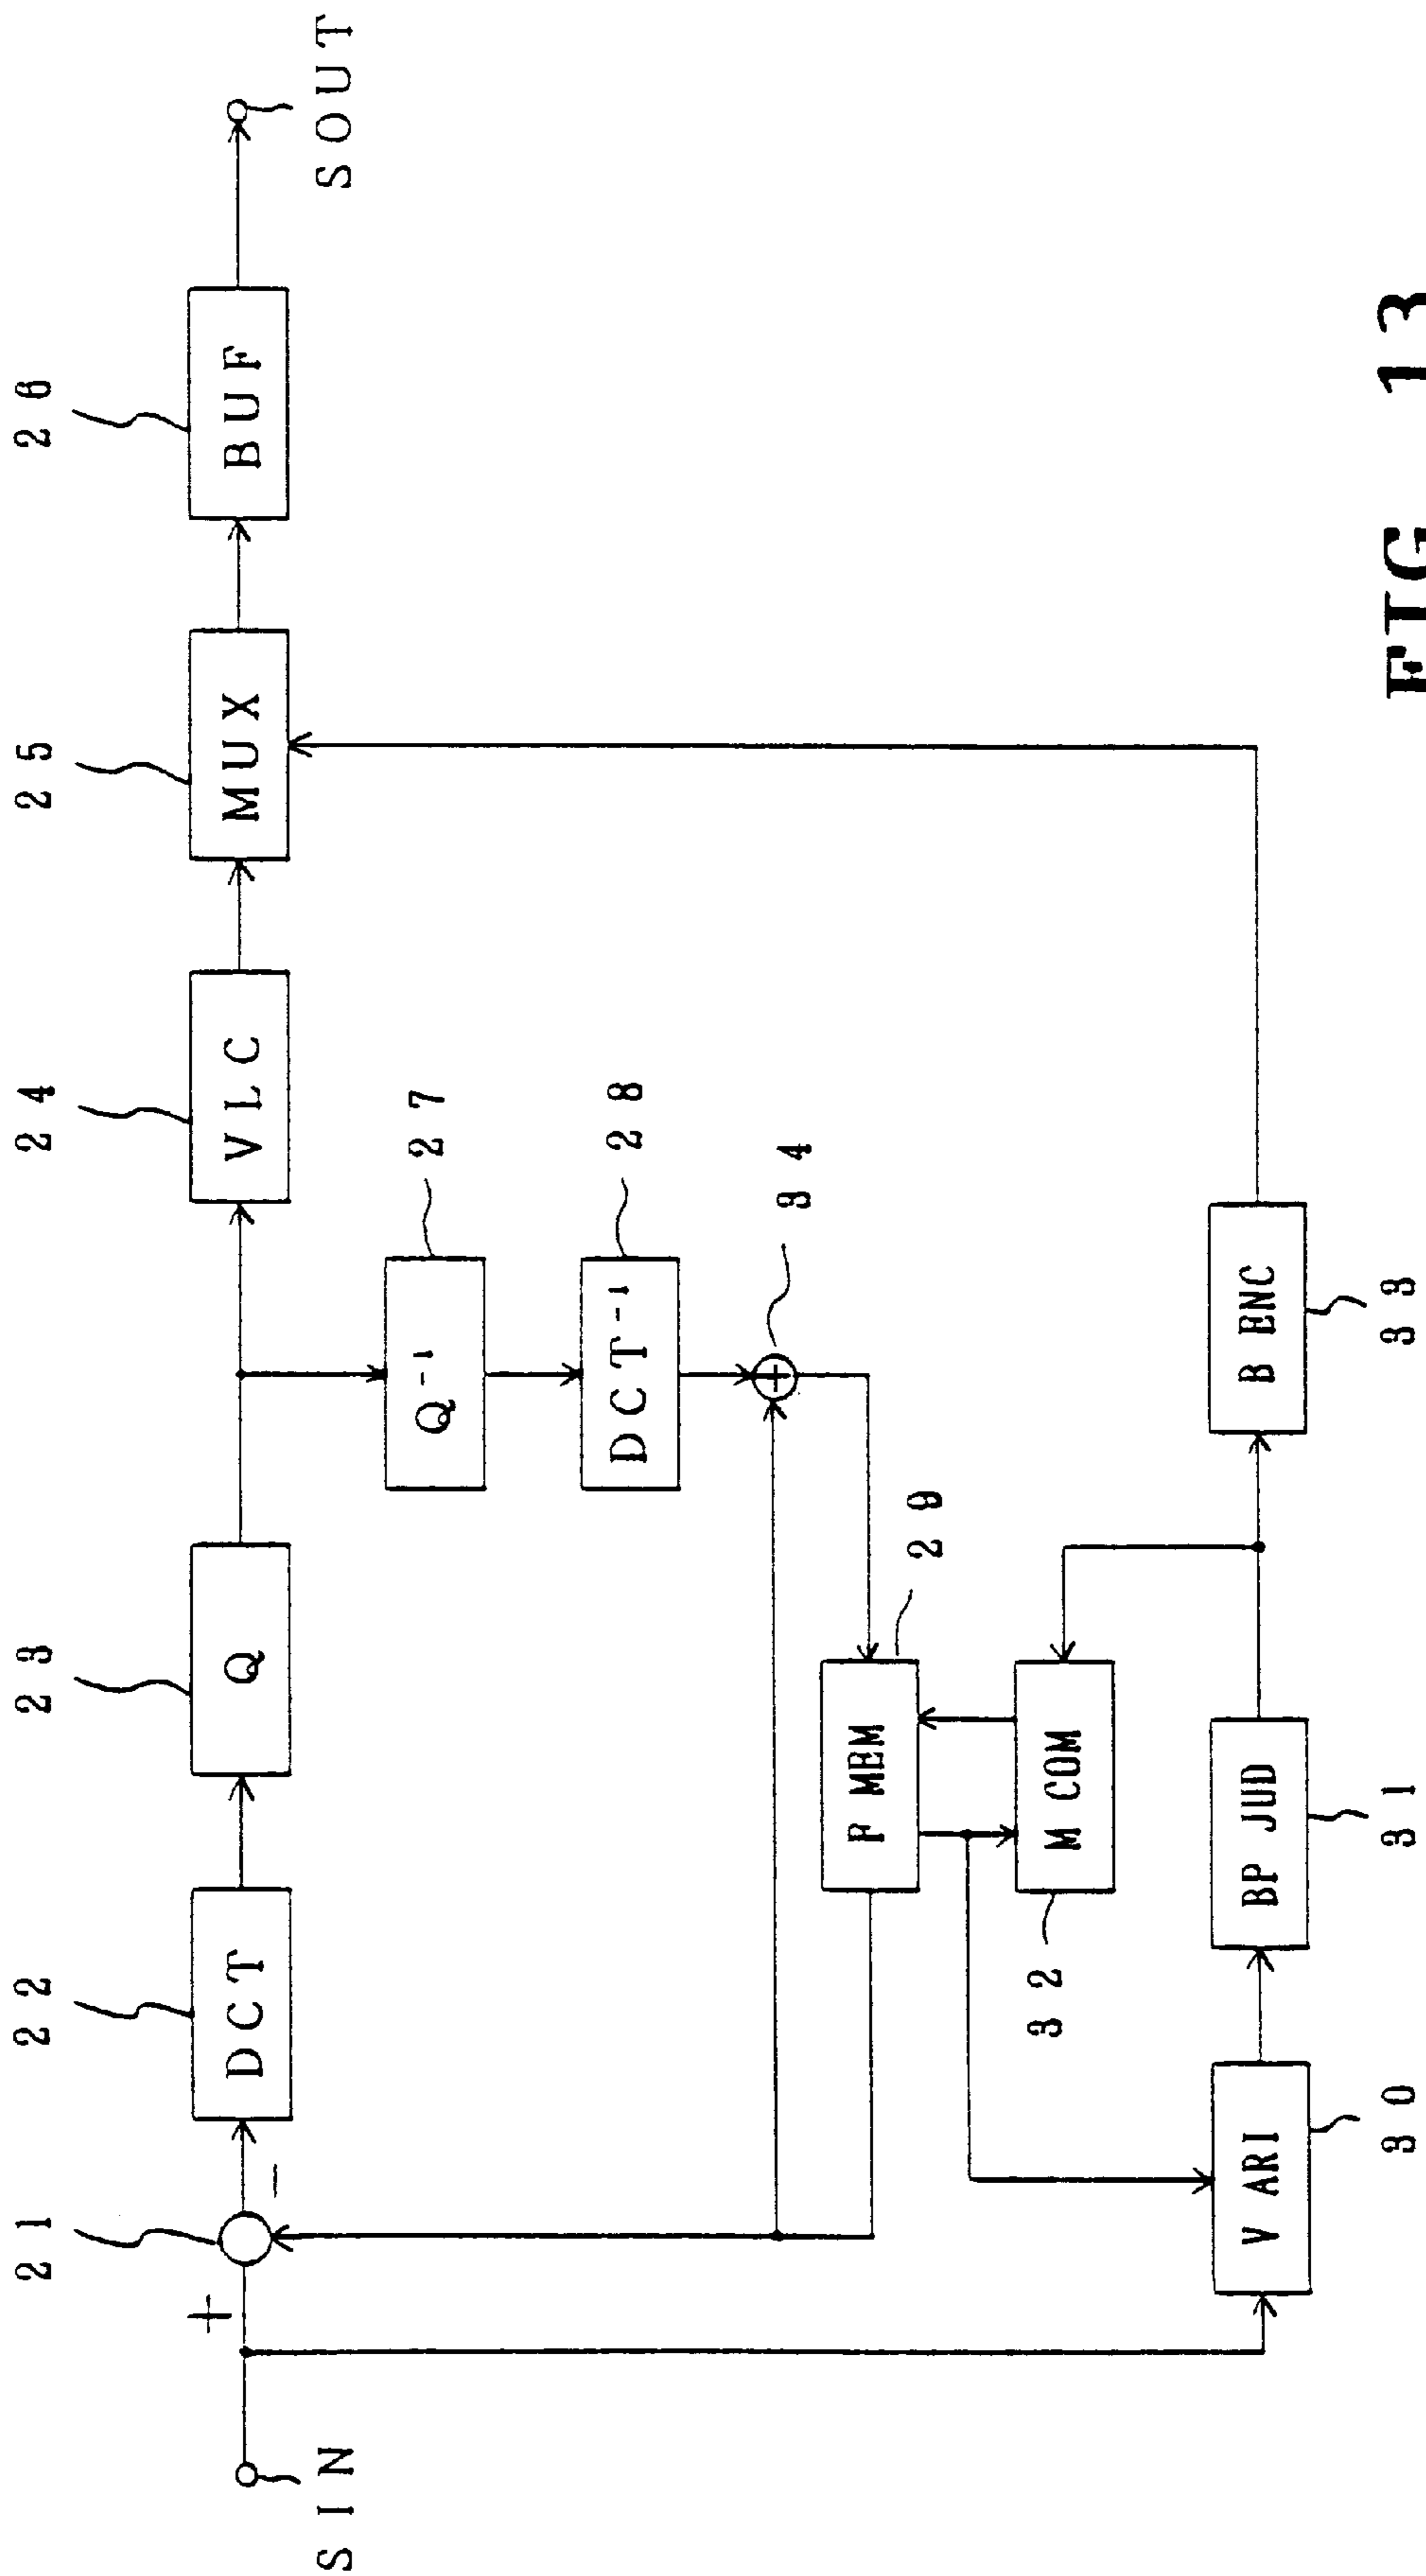 21
22
23
24
25
26
+
−
DCT
Q
VLC
MUX
BUF
SIN
SOUT
Q⁻¹
27
DCT⁻¹
28
+
34
F MEM
29
M COM
32
V ARI
BP JUD
B ENC
30
31
33
FIG 13